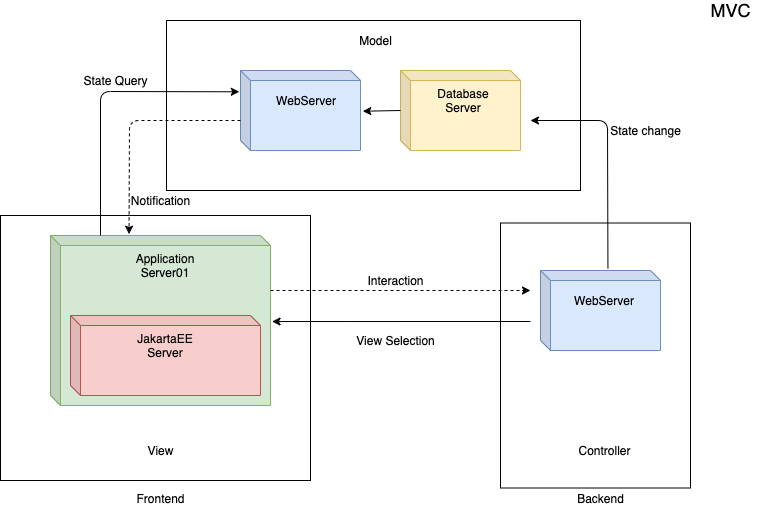 MVC
Model
State Query
WebServer
Database
Server
State change
Notification
Application
Server01
Interaction
WebServer
JakartaEE
Server
View Selection
View
Controller
Frontend
Backend